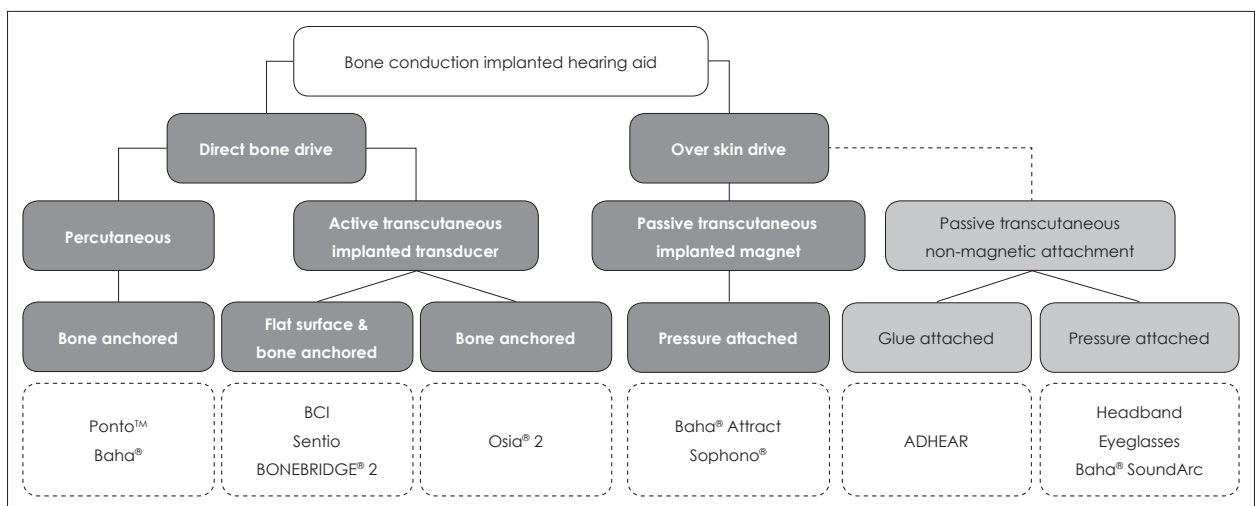 Bone conduction implanted hearing aid
Direct bone drive
Over skin drive
Percutaneous
Active transcutaneous
implanted transducer
Passive transcutaneous
implanted magnet
Passive transcutaneous
non-magnetic attachment
Bone anchored
Flat surface &
bone anchored
Bone anchored
Pressure attached
Glue attached
Pressure attached
Ponto™
Baha®
BCI
Sentio
BONEBRIDGE® 2
Osia® 2
Baha® Attract
Sophono®
ADHEAR
Headband
Eyeglasses
Baha® SoundArc